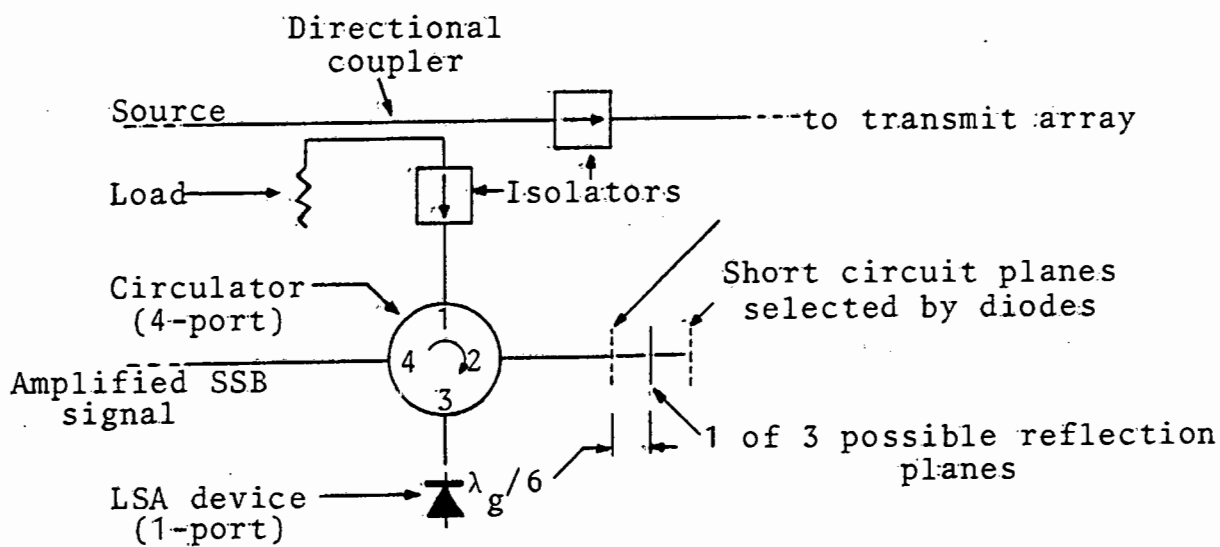 Directional
coupler
Source
to transmit array
Load
Isolators
Circulator
(4-port)
Short circuit planes
selected by diodes
1
4
2
3
Amplified SSB
signal
1 of 3 possible reflection
planes
λg/6
LSA device
(1-port)